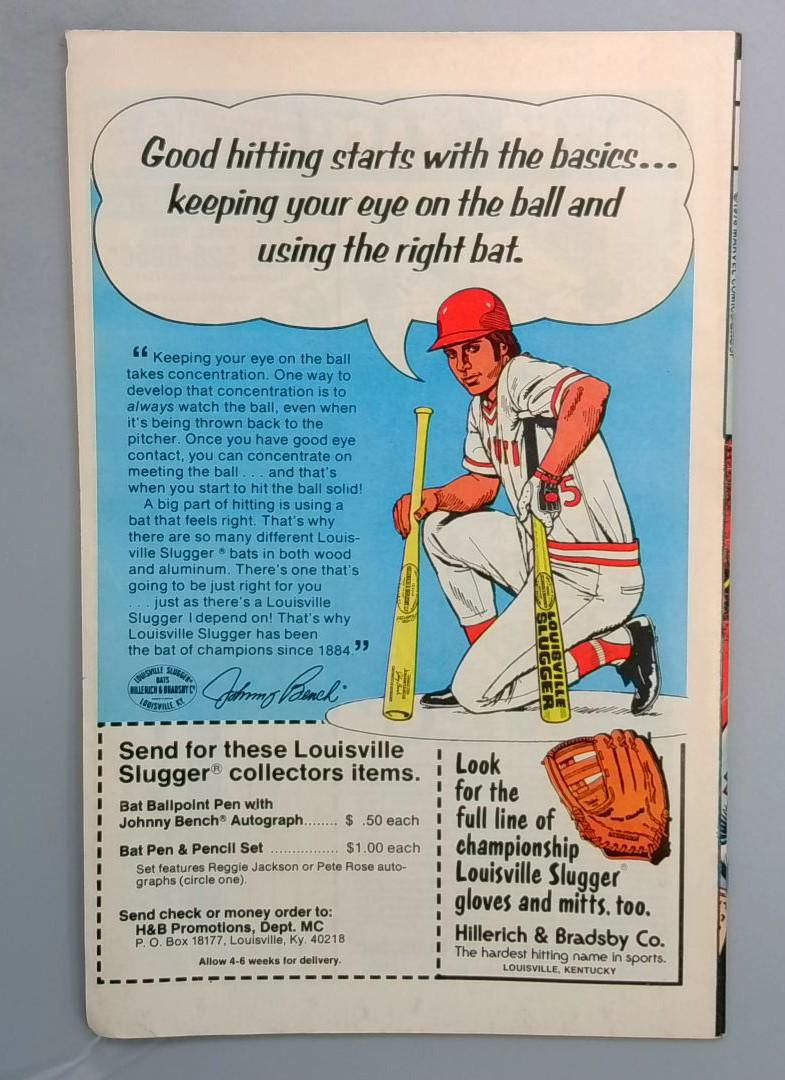 Good hitting starts with the basics...
keeping your eye on the ball and
using the right bat.
“ Keeping your eye on the ball
takes concentration. One way to
develop that concentration is to
always watch the ball, even when
it's being thrown back to the
pitcher. Once you have good eye
contact, you can concentrate on
meeting the ball . . . and that's
when you start to hit the ball solid!
A big part of hitting is using a
bat that feels right. That's why
there are so many different Louis-
ville Slugger ® bats in both wood
and aluminum. There's one that's
going to be just right for you
. . . just as there's a Louisville
Slugger I depend on! That's why
Louisville Slugger has been
the bat of champions since 1884.”
LOUISVILLE SLUGGER
BATS
HILLERICH & BRADSBY Co
LOUISVILLE, KY.
Johnny Bench
5
LOUISVILLE
SLUGGER
Send for these Louisville
Slugger® collectors items.
Bat Ballpoint Pen with
Johnny Bench® Autograph........ $ .50 each
Bat Pen & Pencil Set ................ $1.00 each
Set features Reggie Jackson or Pete Rose auto-
graphs (circle one).
Send check or money order to:
H&B Promotions, Dept. MC
P. O. Box 18177, Louisville, Ky. 40218
Allow 4-6 weeks for delivery.
Look
for the
full line of
championship
Louisville Slugger®
gloves and mitts, too.
Hillerich & Bradsby Co.
The hardest hitting name in sports.
LOUISVILLE, KENTUCKY
MARVEL COMICS